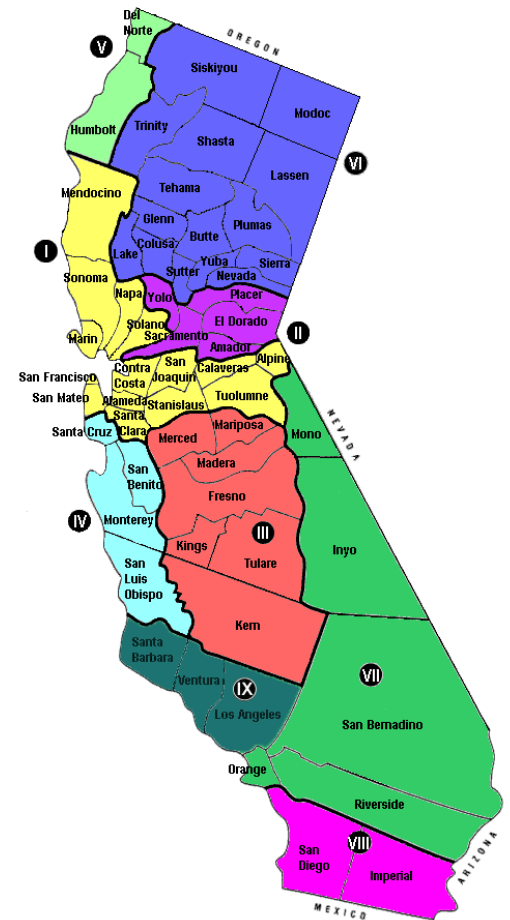 Del
Norte
V
OREGON
Siskiyou
Modoc
Humbolt
Trinity
Shasta
VI
Lassen
Tehama
Mendocino
Glenn
Plumas
Butte
Colusa
I
Lake
Yuba
Sierra
Sutter
Nevada
Sonoma
Napa
Yolo
Placer
Solano
El Dorado
II
Marin
Sacramento
Amador
Contra
Costa
San
Joaquin
Calaveras
Alpine
San Francisco
San Mateo
Alameda
Stanislaus
Tuolumne
NEVADA
Santa
Clara
Santa Cruz
Merced
Mariposa
Mono
San
Benito
Madera
Fresno
IV
Monterey
III
Kings
Tulare
Inyo
San
Luis
Obispo
Kern
Santa
Barbara
VII
Ventura
IX
Los Angeles
San Bernadino
Orange
Riverside
San
Diego
VIII
Imperial
ARIZONA
MEXICO